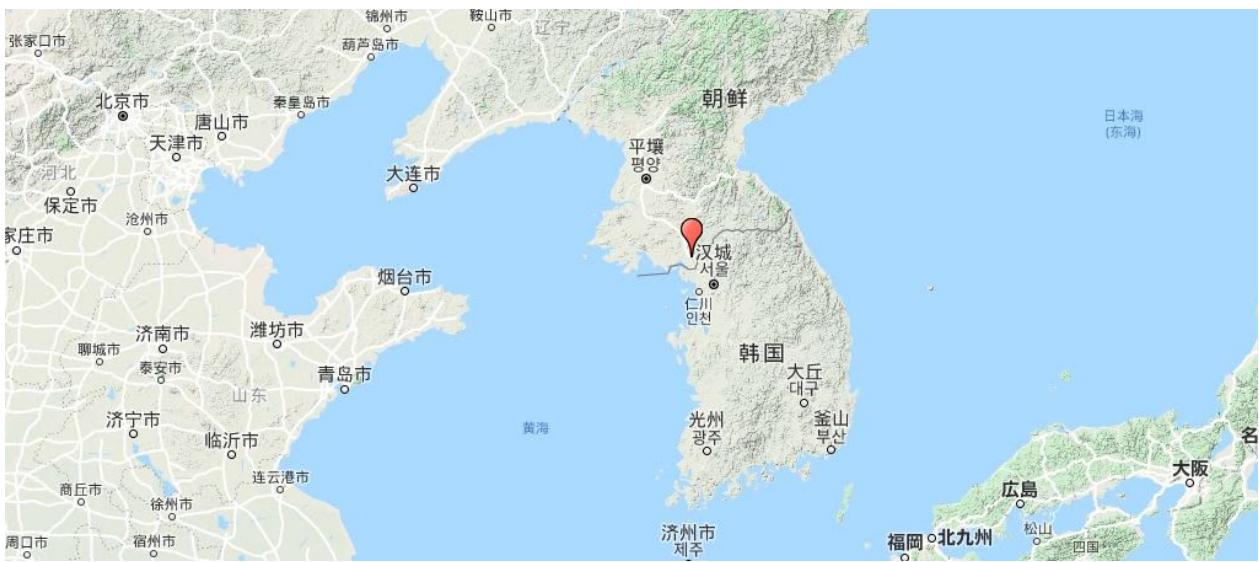 锦州市
鞍山市
辽宁
张家口市
葫芦岛市
北京市
秦皇岛市
唐山市
天津市
朝鲜
日本海
(东海)
平壤
평양
大连市
河北
保定市
沧州市
家庄市
汉城
서울
仁川
인천
烟台市
济南市
潍坊市
聊城市
泰安市
韩国
青岛市
山东
大丘
대구
济宁市
临沂市
黄海
光州
광주
釜山
부산
名
连云港市
大阪
商丘市
徐州市
広島
松山
济州市
제주
周口市
宿州市
福岡
北九州
四国